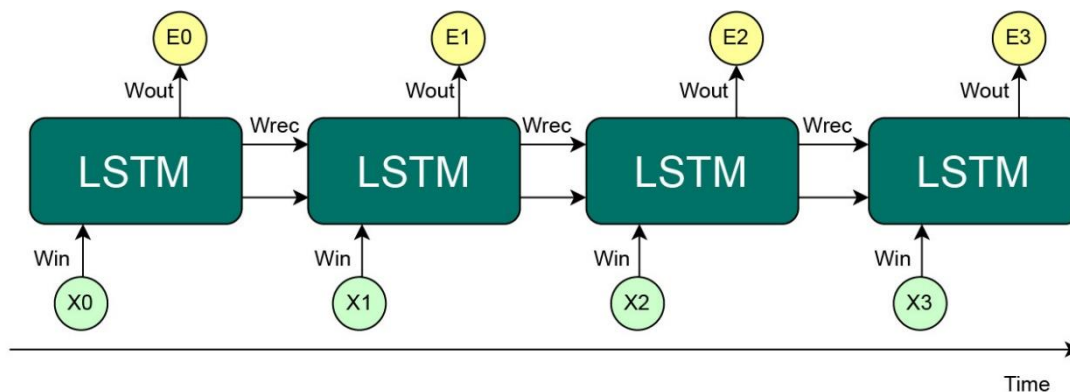 E0 E1 E2 E3
Wout Wout Wout Wout
Wrec Wrec Wrec
LSTM LSTM LSTM LSTM
Win Win Win Win
X0 X1 X2 X3
Time